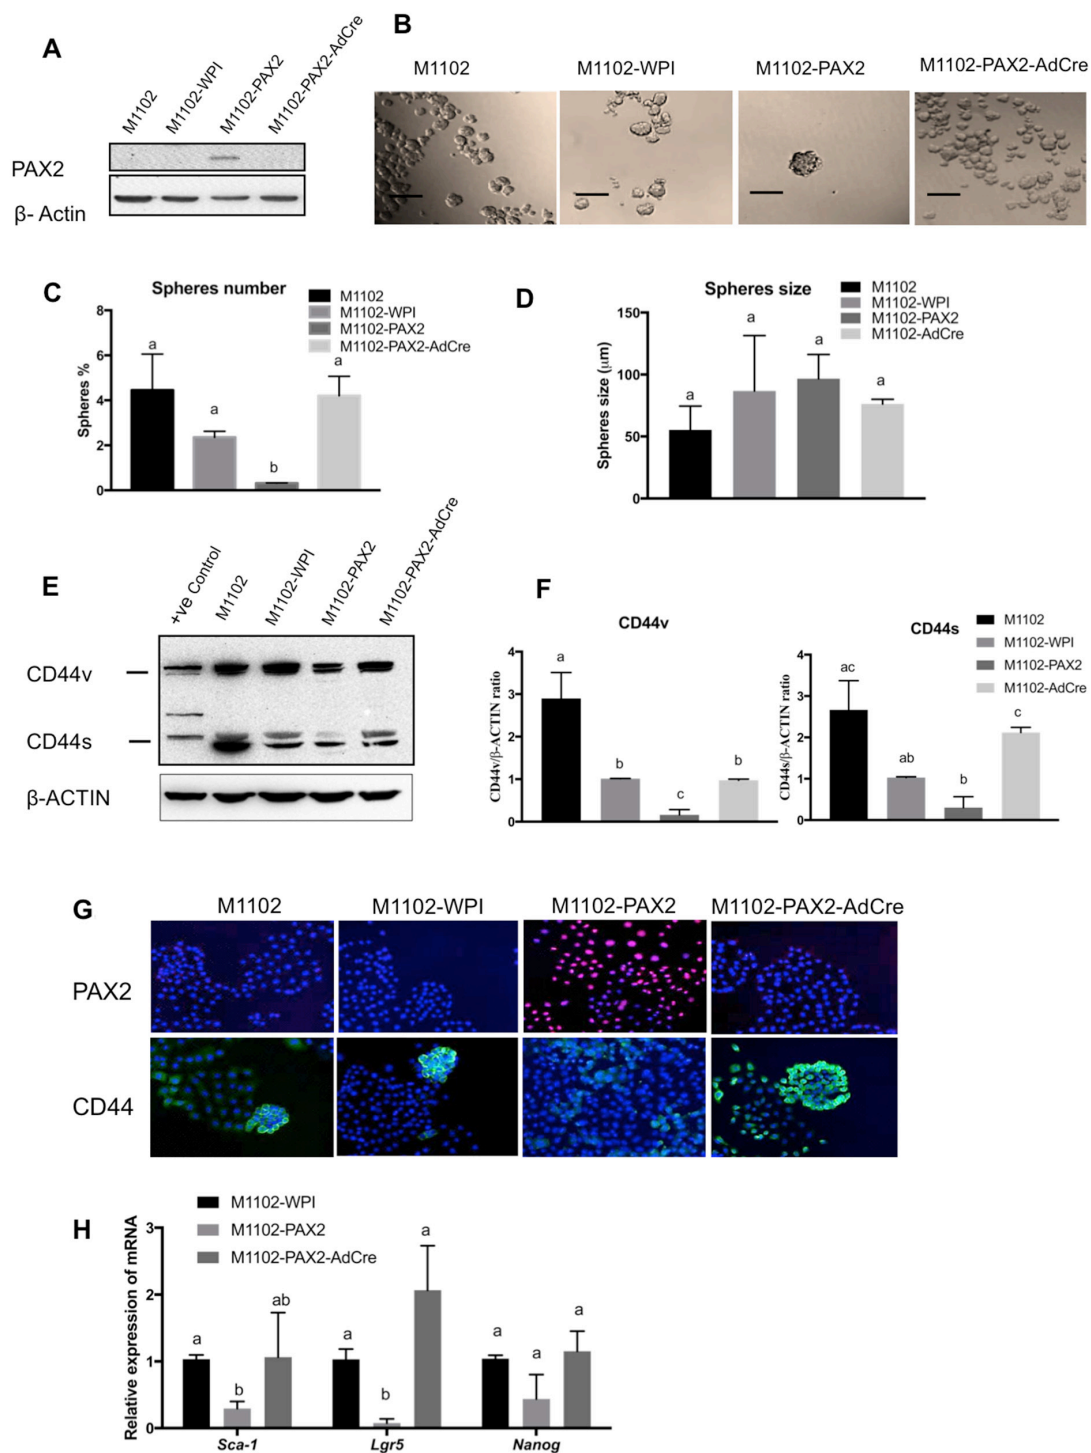 A
M1102
M1102-WPI
M1102-PAX2
M1102-PAX2-AdCre
PAX2
β- Actin
B
M1102
M1102-WPI
M1102-PAX2
M1102-PAX2-AdCre
C
Spheres number
M1102
M1102-WPI
M1102-PAX2
M1102-PAX2-AdCre
Spheres %
8
6
4
2
0
a
a
b
a
D
Spheres size
M1102
M1102-WPI
M1102-PAX2
M1102-AdCre
Spheres size (μm)
150
100
50
0
a
a
a
a
E
+ve Control
M1102
M1102-WPI
M1102-PAX2
M1102-PAX2-AdCre
CD44v
CD44s
β-ACTIN
F
CD44v
CD44v/β-ACTIN ratio
4
3
2
1
0
a
b
c
b
CD44s
CD44s/β-ACTIN ratio
4
3
2
1
0
ac
ab
b
c
M1102
M1102-WPI
M1102-PAX2
M1102-AdCre
G
M1102
M1102-WPI
M1102-PAX2
M1102-PAX2-AdCre
PAX2
CD44
H
M1102-WPI
M1102-PAX2
M1102-PAX2-AdCre
Relative expression of mRNA
3
2
1
0
a
b
ab
a
b
a
a
a
a
Sca-1
Lgr5
Nanog